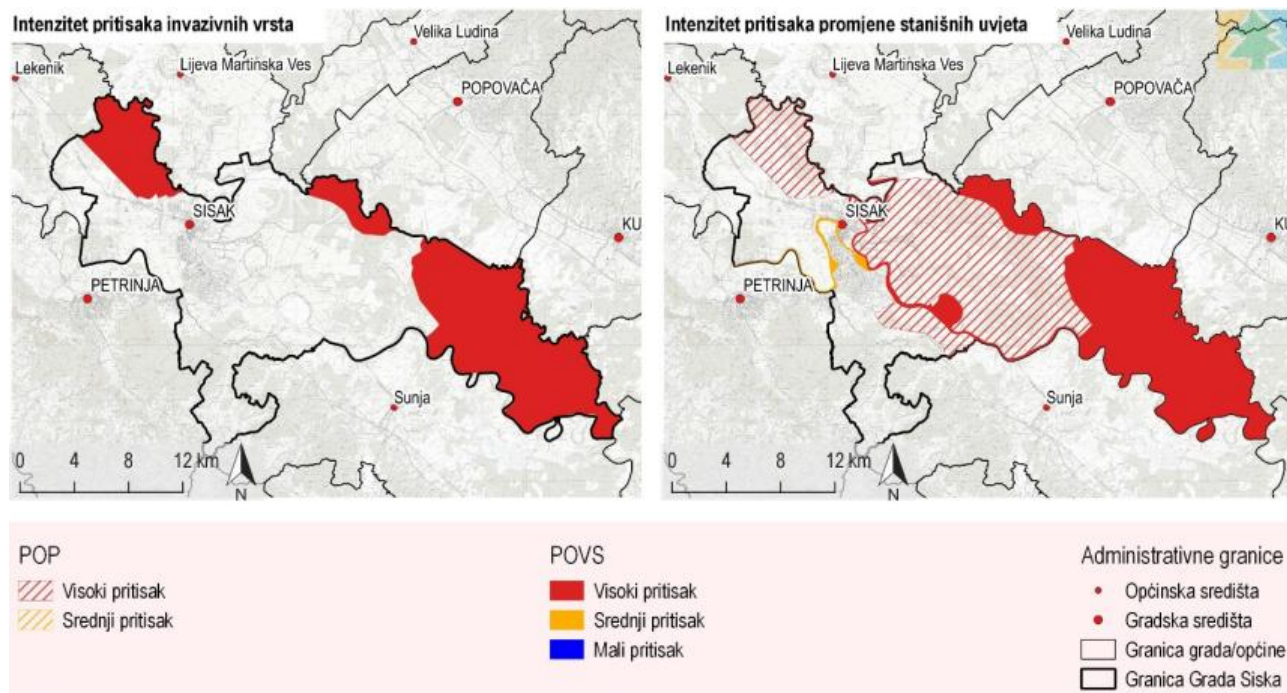 Intenzitet pritisaka invazivnih vrsta
Velika Ludina
Lekenik
Lijeva Martinska Ves
POPOVAČA
SISAK
KU
PETRINJA
Sunja
0 4 8 12 km
N
Intenzitet pritisaka promjene stanišnih uvjeta
Velika Ludina
Lekenik
Lijeva Martinska Ves
POPOVAČA
SISAK
KU
PETRINJA
Sunja
0 4 8 12 km
N
POP
Visoki pritisak
Srednji pritisak
POVS
Visoki pritisak
Srednji pritisak
Mali pritisak
Administrativne granice
Općinska središta
Gradska središta
Granica grada/općine
Granica Grada Siska